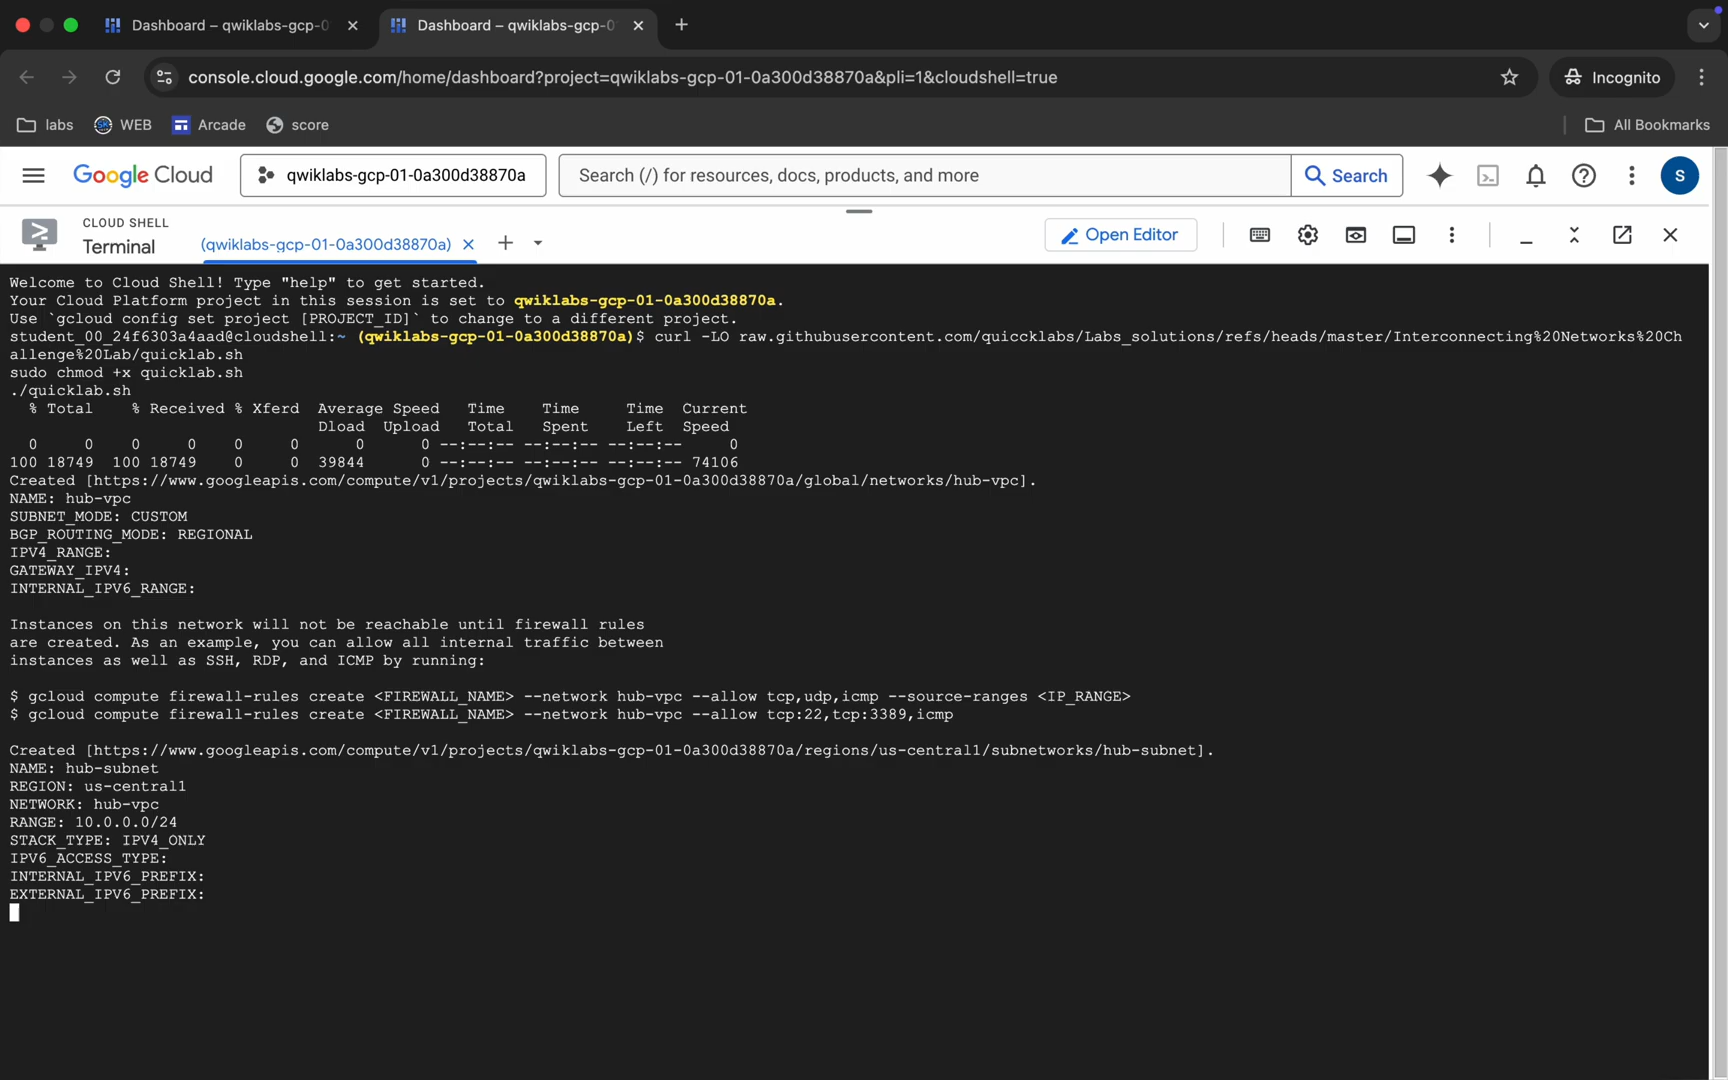 Dashboard – qwiklabs-gcp-0
Dashboard – qwiklabs-gcp-0
console.cloud.google.com/home/dashboard?project=qwiklabs-gcp-01-0a300d38870a&pli=1&cloudshell=true
Incognito
labs
WEB
Arcade
score
All Bookmarks
Google Cloud
qwiklabs-gcp-01-0a300d38870a
Search (/) for resources, docs, products, and more
Search
S
CLOUD SHELL
Terminal
(qwiklabs-gcp-01-0a300d38870a)
Open Editor
Welcome to Cloud Shell! Type "help" to get started.
Your Cloud Platform project in this session is set to qwiklabs-gcp-01-0a300d38870a.
Use `gcloud config set project [PROJECT_ID]` to change to a different project.
student_00_24f6303a4aad@cloudshell:~ (qwiklabs-gcp-01-0a300d38870a)$ curl -LO raw.githubusercontent.com/quiccklabs/Labs_solutions/refs/heads/master/Interconnecting%20Networks%20Ch
allenge%20Lab/quicklab.sh
sudo chmod +x quicklab.sh
./quicklab.sh
% Total % Received % Xferd Average Speed Time Time Time Current
Dload Upload Total Spent Left Speed
0 0 0 0 0 0 0 0 --:--:-- --:--:-- --:--:-- 0
100 18749 100 18749 0 0 39844 0 --:--:-- --:--:-- --:--:-- 74106
Created [https://www.googleapis.com/compute/v1/projects/qwiklabs-gcp-01-0a300d38870a/global/networks/hub-vpc].
NAME: hub-vpc
SUBNET_MODE: CUSTOM
BGP_ROUTING_MODE: REGIONAL
IPV4_RANGE:
GATEWAY_IPV4:
INTERNAL_IPV6_RANGE:
Instances on this network will not be reachable until firewall rules
are created. As an example, you can allow all internal traffic between
instances as well as SSH, RDP, and ICMP by running:
$ gcloud compute firewall-rules create <FIREWALL_NAME> --network hub-vpc --allow tcp,udp,icmp --source-ranges <IP_RANGE>
$ gcloud compute firewall-rules create <FIREWALL_NAME> --network hub-vpc --allow tcp:22,tcp:3389,icmp
Created [https://www.googleapis.com/compute/v1/projects/qwiklabs-gcp-01-0a300d38870a/regions/us-central1/subnetworks/hub-subnet].
NAME: hub-subnet
REGION: us-central1
NETWORK: hub-vpc
RANGE: 10.0.0.0/24
STACK_TYPE: IPV4_ONLY
IPV6_ACCESS_TYPE:
INTERNAL_IPV6_PREFIX:
EXTERNAL_IPV6_PREFIX: